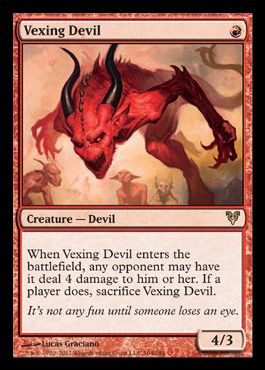 Vexing Devil
Creature — Devil
When Vexing Devil enters the
battlefield, any opponent may have
it deal 4 damage to him or her. If a
player does, sacrifice Vexing Devil.
It's not any fun until someone loses an eye.
Lucas Graciano
4/3